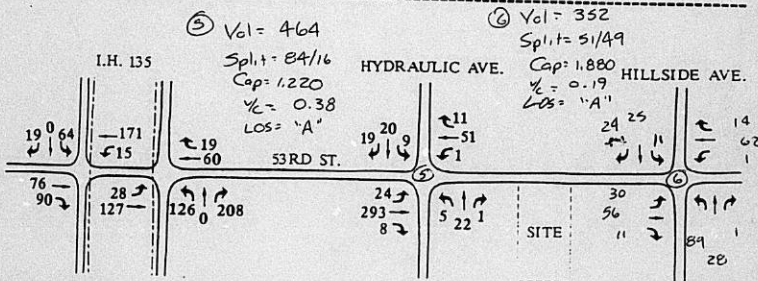 ⑤ Vol = 464
Split = 84/16
Cap = 1,220
V/c = 0.38
LOS = "A"
⑥ Vol = 352
Split = 51/49
Cap = 1,880
V/c = 0.19
LOS = "A"
I.H. 135
HYDRAULIC AVE.
HILLSIDE AVE.
19 0 64
171
15
19
60
53RD ST.
19 20 9
11
51
1
24 25 11
14
62
1
76
90
28
127
126 0 208
24
293
8
⑤
5 22 1
SITE
30
56
11
⑥
89 28 1